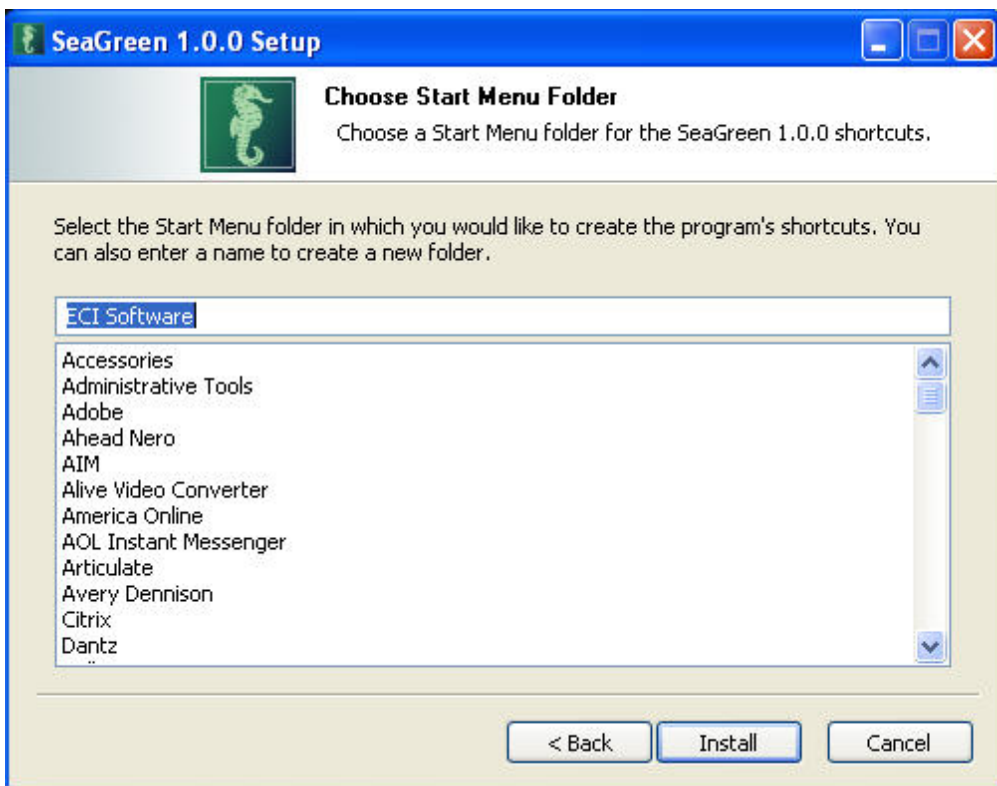 SeaGreen 1.0.0 Setup
Choose Start Menu Folder
Choose a Start Menu folder for the SeaGreen 1.0.0 shortcuts.
Select the Start Menu folder in which you would like to create the program's shortcuts. You
can also enter a name to create a new folder.
ECI Software
Accessories
Administrative Tools
Adobe
Ahead Nero
AIM
Alive Video Converter
America Online
AOL Instant Messenger
Articulate
Avery Dennison
Citrix
Dantz
< Back
Install
Cancel